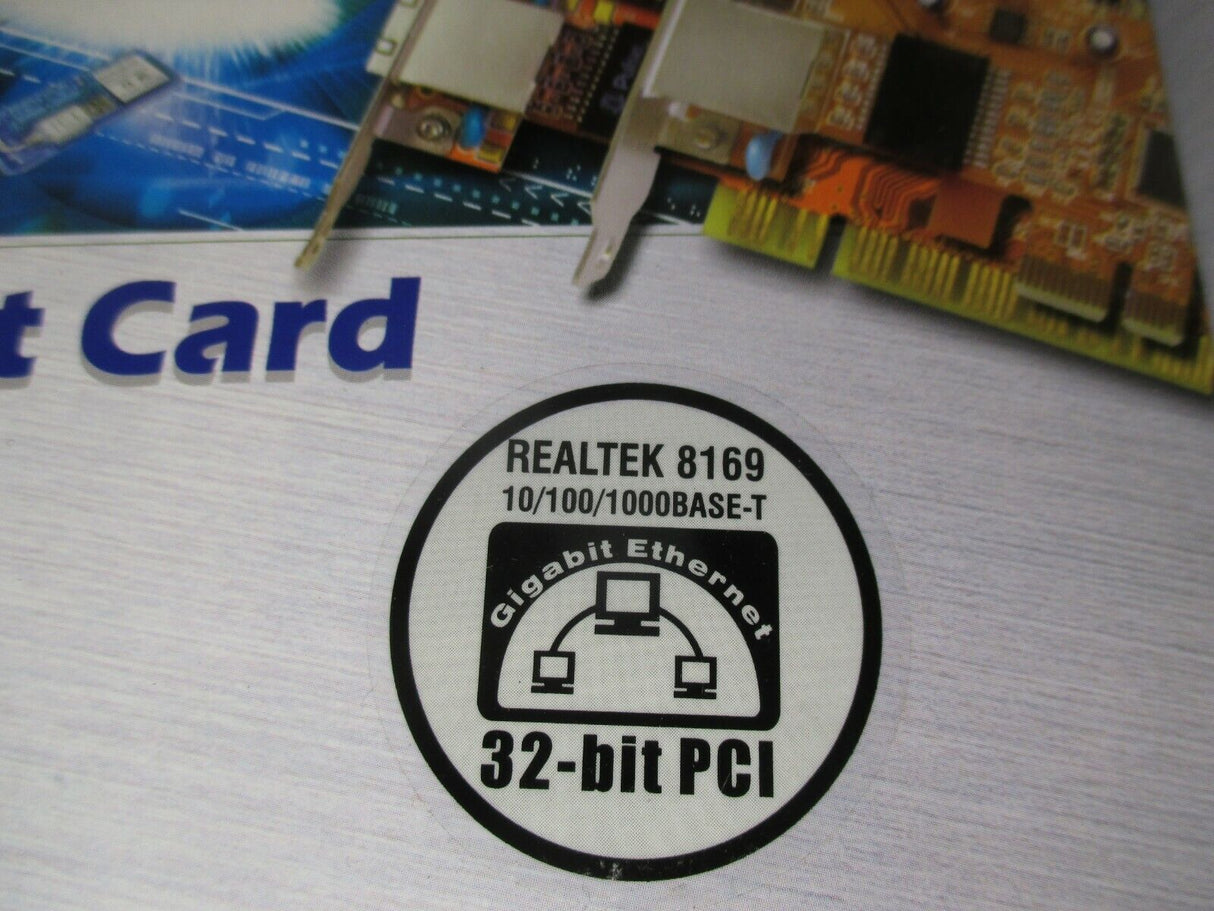 t Card
REALTEK 8169
10/100/1000BASE-T
Gigabit Ethernet
32-bit PCI